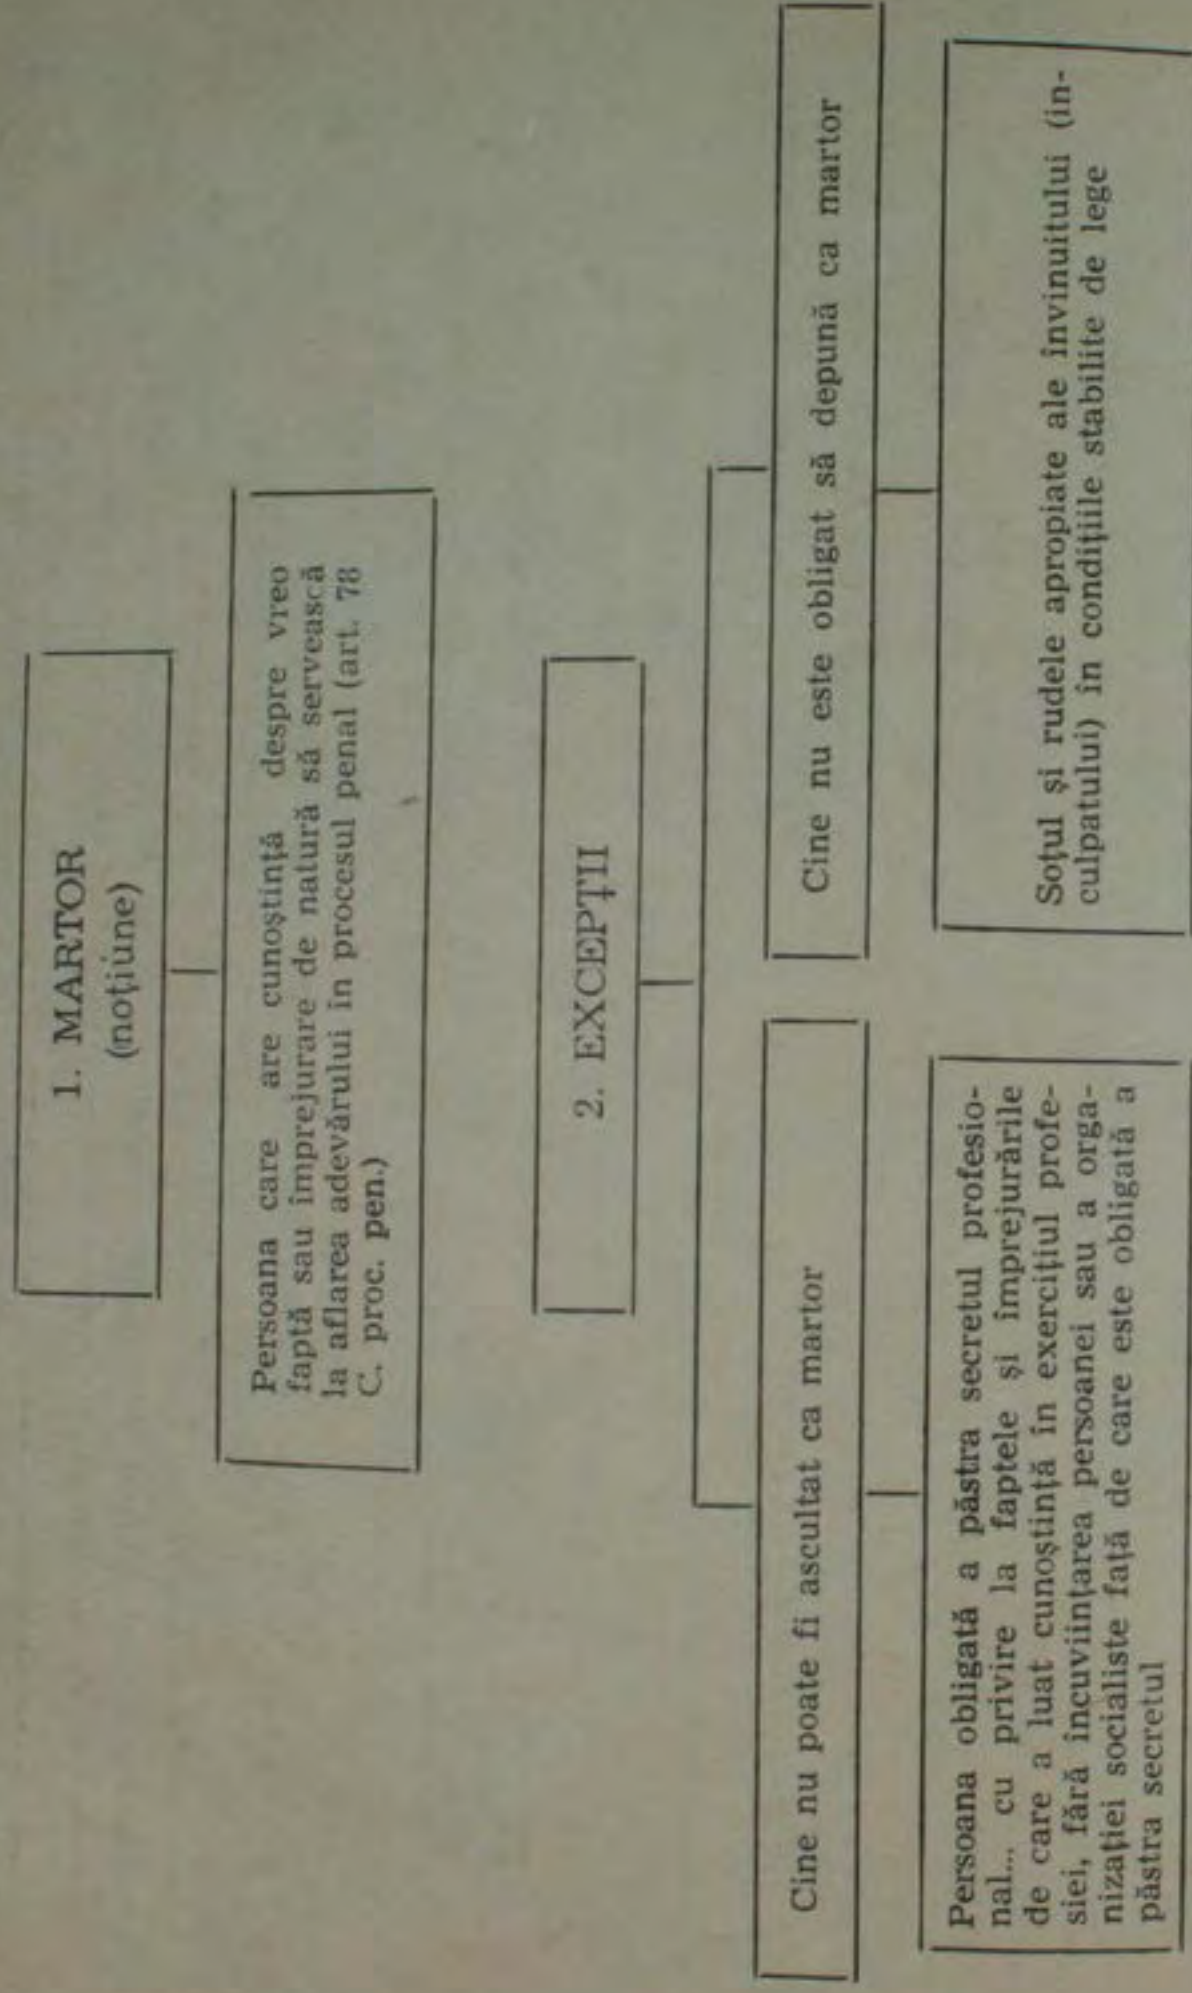 1. MARTOR
(noțiune)
Persoana care are cunoștință despre vreo
faptă sau împrejurare de natură să servească
la aflarea adevărului în procesul penal (art. 78
C. proc. pen.)
2. EXCEPȚII
Cine nu poate fi ascultat ca martor
Persoana obligată a păstra secretul profesio-
nal... cu privire la faptele și împrejurările
de care a luat cunoștință în exercițiul profe-
siei, fără încuviințarea persoanei sau a orga-
nizației socialiste față de care este obligată a
păstra secretul
Cine nu este obligat să depună ca martor
Soțul și rudele apropiate ale învinuitului (in-
culpatului) în condițiile stabilite de lege